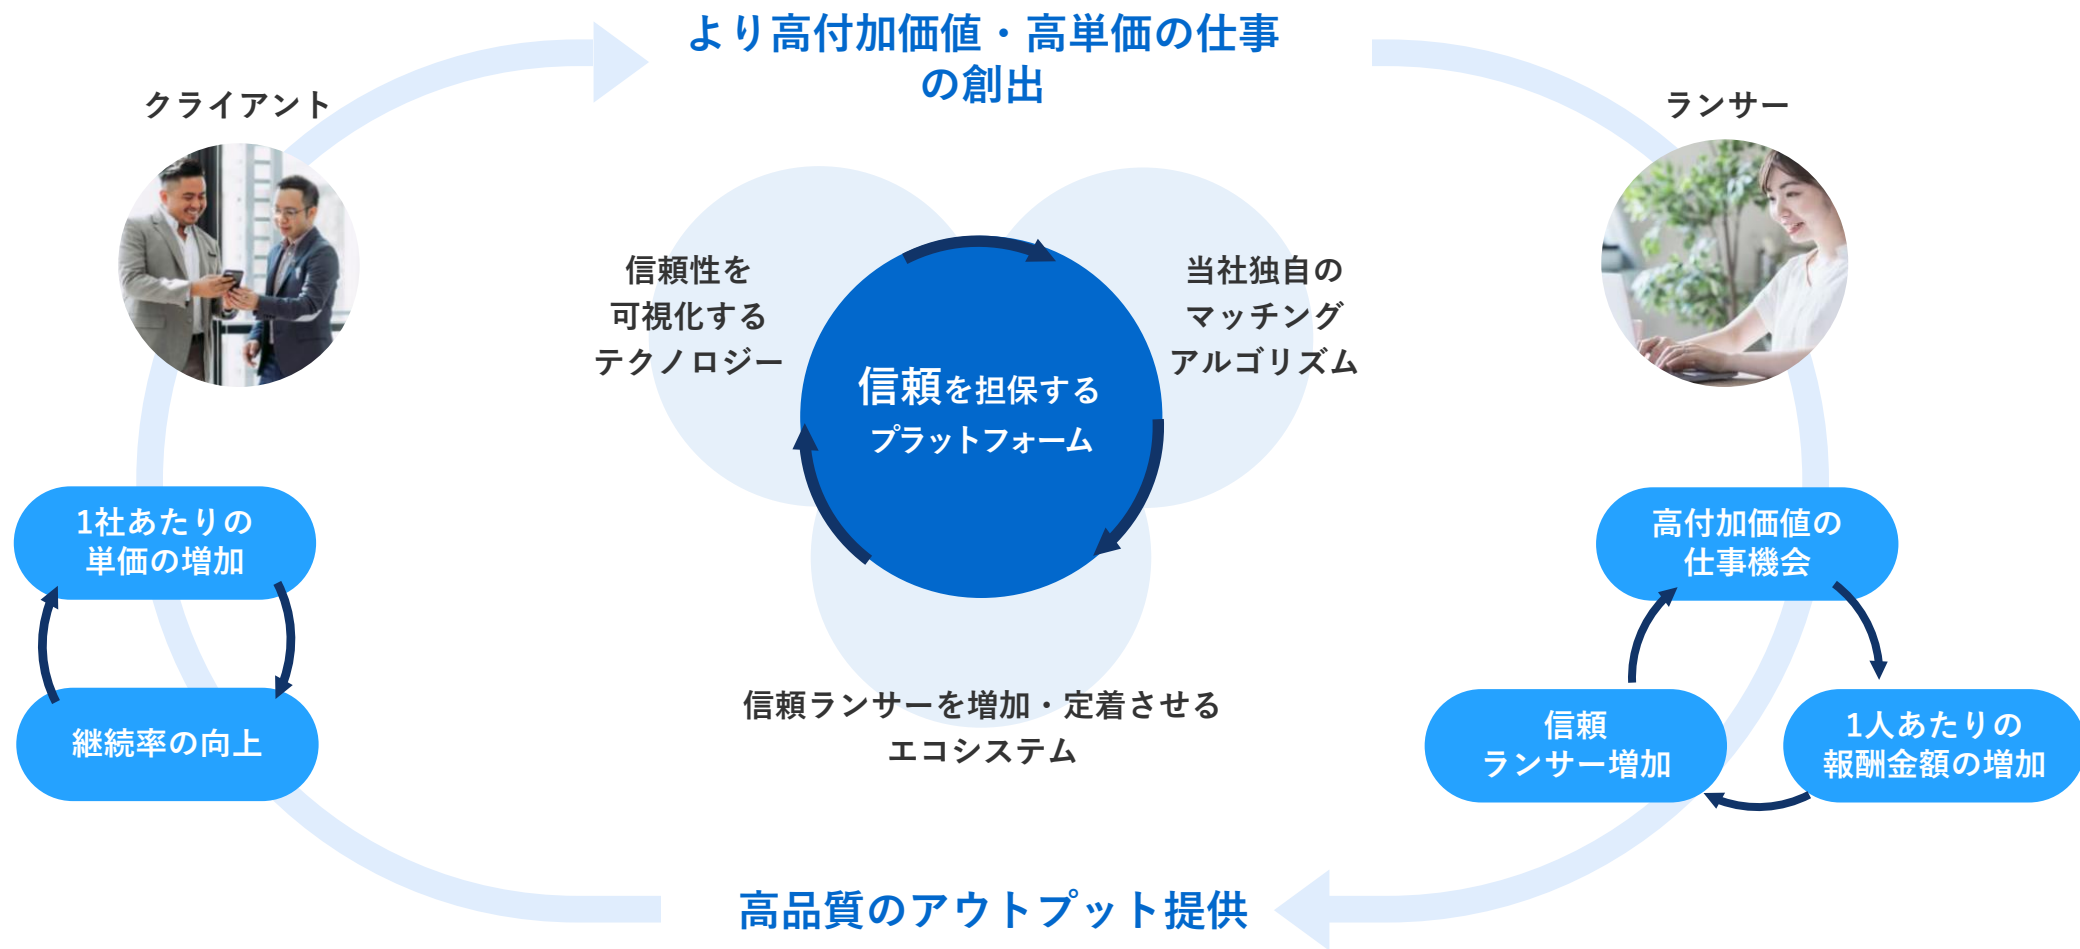 より高付加価値・高単価の仕事
の創出
クライアント
ランサー
信頼性を
可視化する
テクノロジー
当社独自の
マッチング
アルゴリズム
信頼を担保する
プラットフォーム
信頼ランサーを増加・定着させる
エコシステム
1社あたりの
単価の増加
継続率の向上
高付加価値の
仕事機会
信頼
ランサー増加
1人あたりの
報酬金額の増加
高品質のアウトプット提供